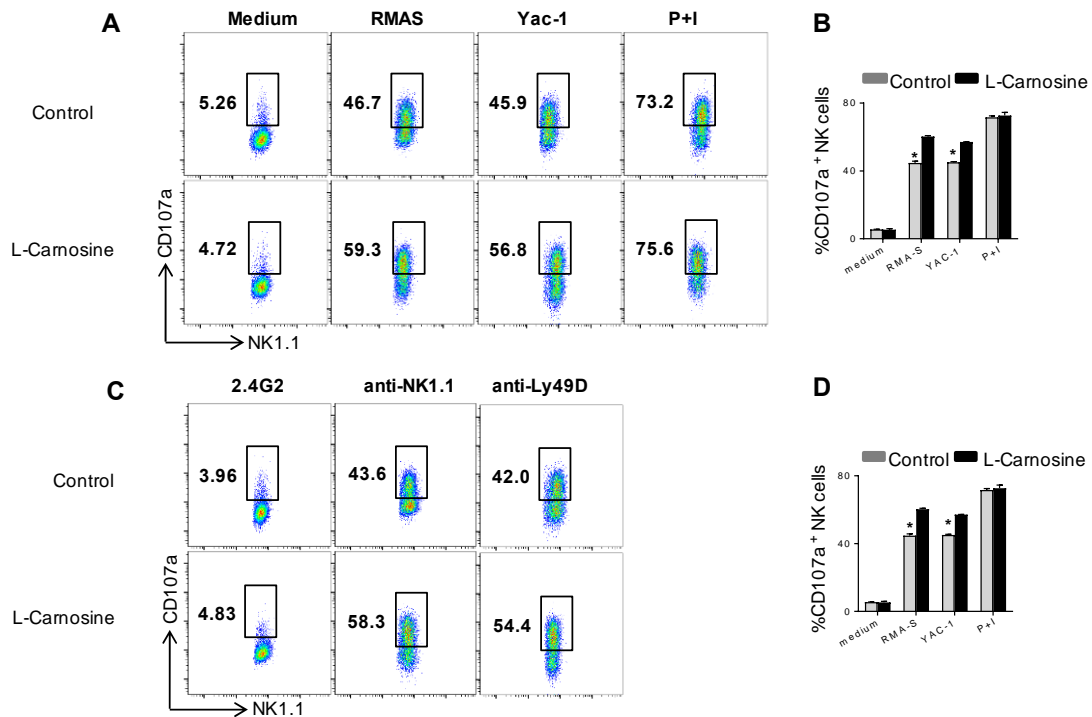 A
Medium
RMAS
Yac-1
P+I
Control
5.26
46.7
45.9
73.2
L-Carnosine
4.72
59.3
56.8
75.6
CD107a
NK1.1
B
Control
L-Carnosine
%CD107a + NK cells
80
40
0
medium
RMA-S
YAC-1
P+I
*
*
C
2.4G2
anti-NK1.1
anti-Ly49D
Control
3.96
43.6
42.0
L-Carnosine
4.83
58.3
54.4
CD107a
NK1.1
D
Control
L-Carnosine
%CD107a + NK cells
80
40
0
medium
RMA-S
YAC-1
P+I
*
*